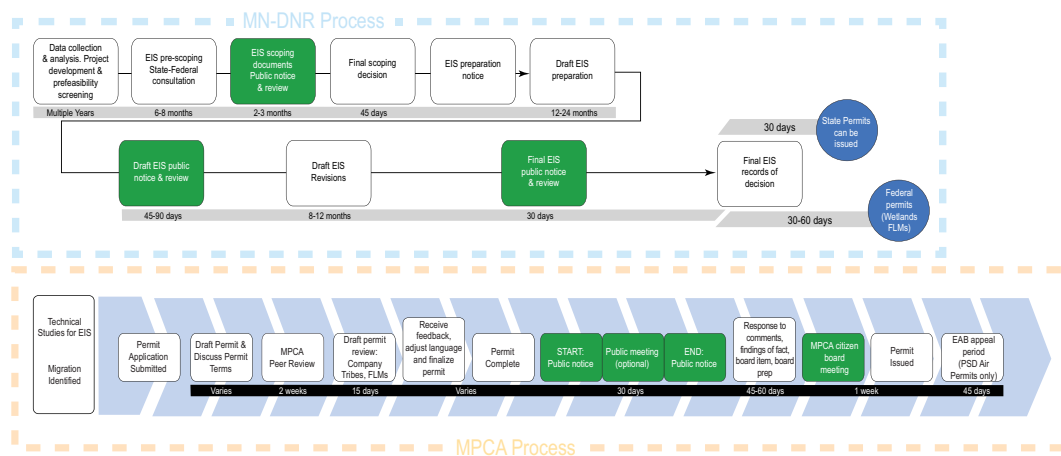 MN-DNR Process
Data collection
& analysis. Project
development &
prefeasibility
screening
EIS pre-scoping
State-Federal
consultation
EIS scoping
documents
Public notice
& review
Final scoping
decision
EIS preparation
notice
Draft EIS
preparation
Multiple Years
6-8 months
2-3 months
45 days
12-24 months
30 days
State Permits
can be
issued
Draft EIS public
notice & review
Draft EIS
Revisions
Final EIS
public notice
& review
Final EIS
records of
decision
45-90 days
8-12 months
30 days
30-60 days
Federal
permits
(Wetlands
FLMs)
Technical
Studies for EIS
Migration
Identified
Permit
Application
Submitted
Draft Permit &
Discuss Permit
Terms
MPCA
Peer Review
Draft permit
review:
Company
Tribes, FLMs
Receive
feedback,
adjust language
and finalize
permit
Permit
Complete
START:
Public notice
Public meeting
(optional)
END:
Public notice
Response to
comments,
findings of fact,
board item, board
prep
MPCA citizen
board
meeting
Permit
Issued
EAB appeal
period
(PSD Air
Permits only)
Varies
2 weeks
15 days
Varies
30 days
45-60 days
1 week
45 days
MPCA Process